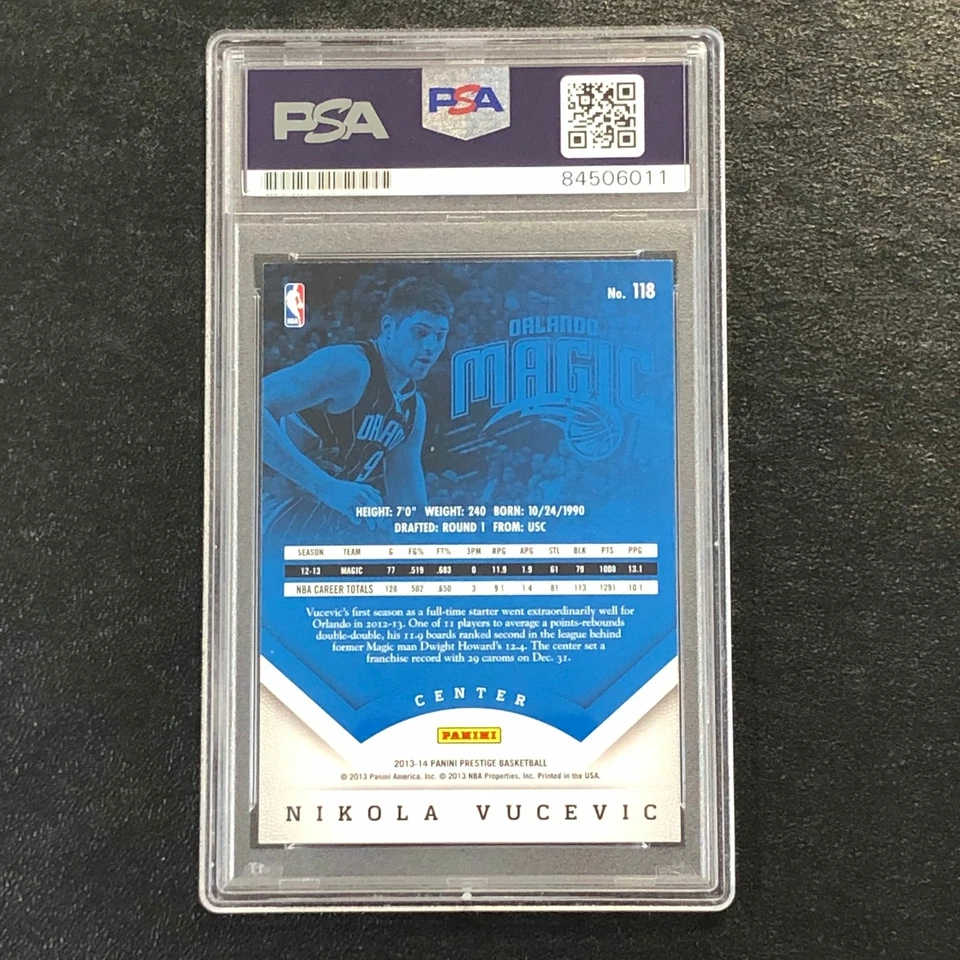 PSA
PSA
84506011
NBA
No. 118
ORLANDO
MAGIC
ORLAN
9
HEIGHT: 7'0" WEIGHT: 240 BORN: 10/24/1990
DRAFTED: ROUND 1 FROM: USC
SEASON TEAM G FG% FT% 3PM RPG APG STL BLK PTS PPG
12-13 MAGIC 77 .519 .683 0 11.9 1.9 61 79 1008 13.1
NBA CAREER TOTALS 128 .502 .650 3 9.1 1.4 81 113 1291 10.1
Vucevic's first season as a full-time starter went extraordinarily well for
Orlando in 2012-13. One of 11 players to average a points-rebounds
double-double, his 11.9 boards ranked second in the league behind
former Magic man Dwight Howard's 12.4. The center set a
franchise record with 29 caroms on Dec. 31.
CENTER
PANINI
2013-14 PANINI PRESTIGE BASKETBALL
© 2013 Panini America, Inc. © 2013 NBA Properties, Inc. Printed in the USA.
NIKOLA VUCEVIC